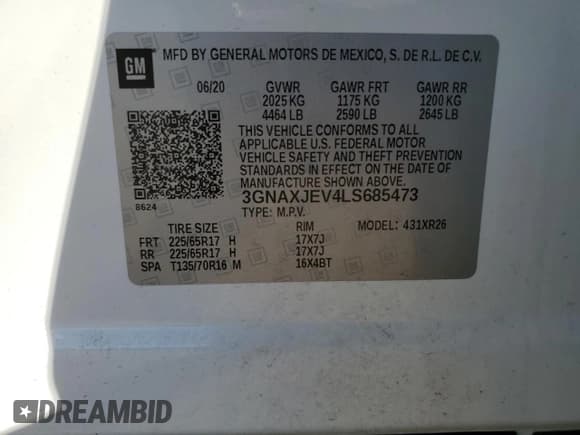 GM
MFD BY GENERAL MOTORS DE MEXICO, S. DE R.L. DE C.V.
06/20 GVWR GAWR FRT GAWR RR
2025 KG 1175 KG 1200 KG
4464 LB 2590 LB 2645 LB
THIS VEHICLE CONFORMS TO ALL
APPLICABLE U.S. FEDERAL MOTOR
VEHICLE SAFETY AND THEFT PREVENTION
STANDARDS IN EFFECT ON THE DATE OF
MANUFACTURE SHOWN ABOVE.
3GNAXJEV4LS685473
8624
TYPE: M.P.V. MODEL: 431XR26
TIRE SIZE RIM
FRT 225/65R17 H 17X7J
RR 225/65R17 H 17X7J
SPA T135/70R16 M 16X4BT
DREAMBID